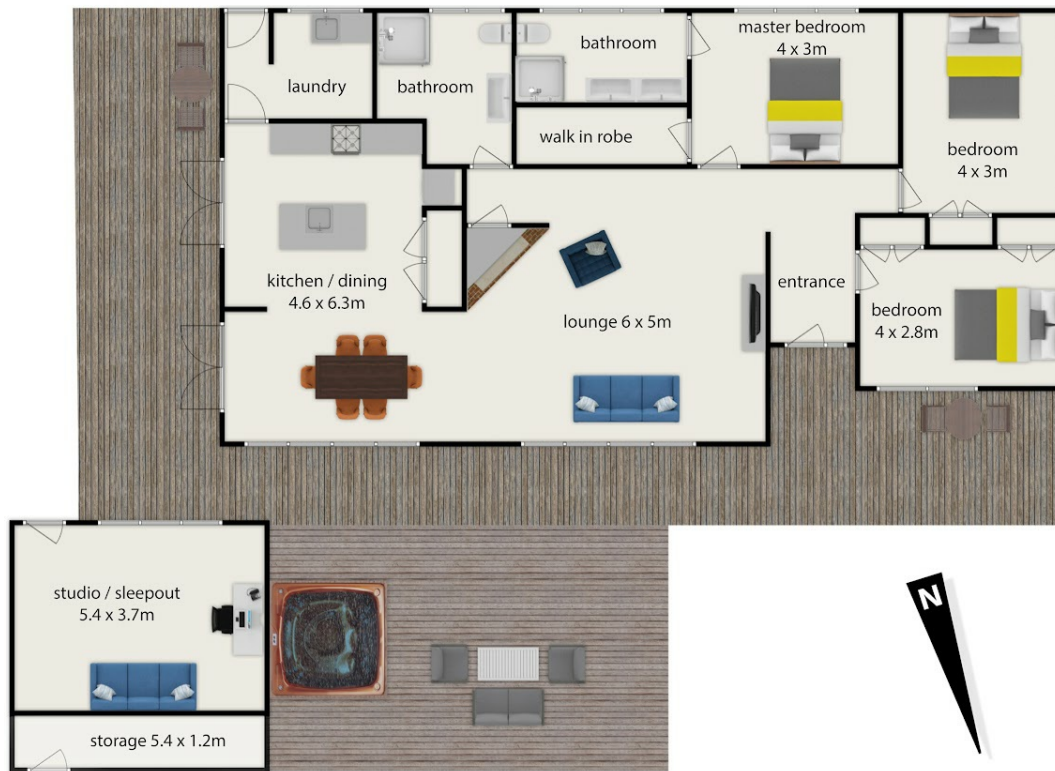 laundry
bathroom
bathroom
master bedroom
4 x 3m
walk in robe
bedroom
4 x 3m
kitchen / dining
4.6 x 6.3m
lounge 6 x 5m
entrance
bedroom
4 x 2.8m
studio / sleepout
5.4 x 3.7m
storage 5.4 x 1.2m
N